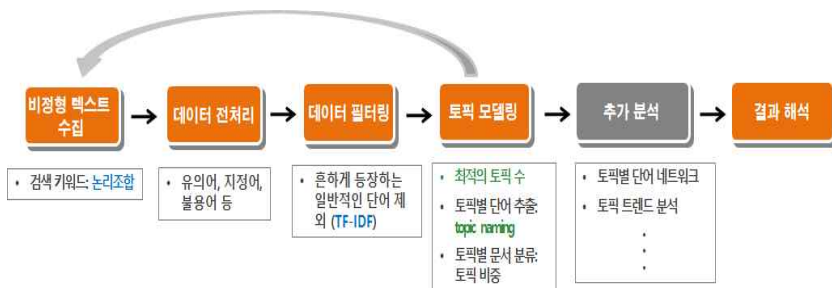 비정형 텍스트
수집
데이터 전처리
데이터 필터링
토픽 모델링
추가 분석
결과 해석
• 검색 키워드: 논리조합
• 유의어, 지정어,
불용어 등
• 흔하게 등장하는
일반적인 단어 제
외 (TF-IDF)
• 최적의 토픽 수
• 토픽별 단어 추출:
topic naming
• 토픽별 문서 분류:
토픽 비중
• 토픽별 단어 네트워크
• 토픽 트렌드 분석